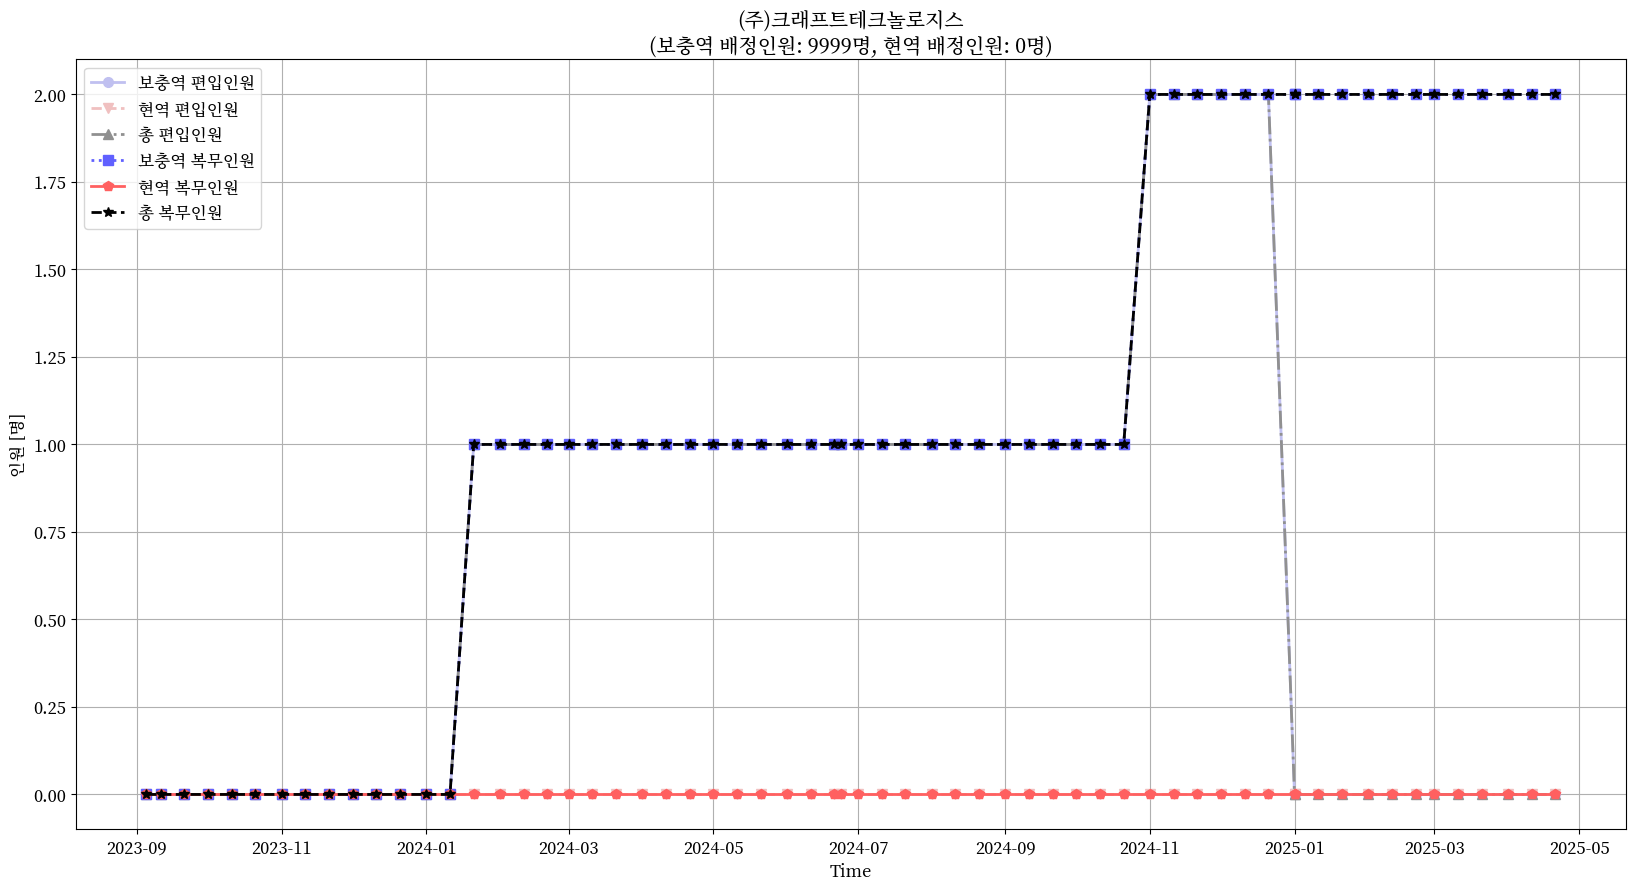 (주)크래프트테크놀로지스
(보충역 배정인원: 9999명, 현역 배정인원: 0명)
보충역 편입인원
현역 편입인원
총 편입인원
보충역 복무인원
현역 복무인원
총 복무인원
2.00
1.75
1.50
1.25
1.00
0.75
0.50
0.25
0.00
인원 [명]
2023-09 2023-11 2024-01 2024-03 2024-05 2024-07 2024-09 2024-11 2025-01 2025-03 2025-05
Time